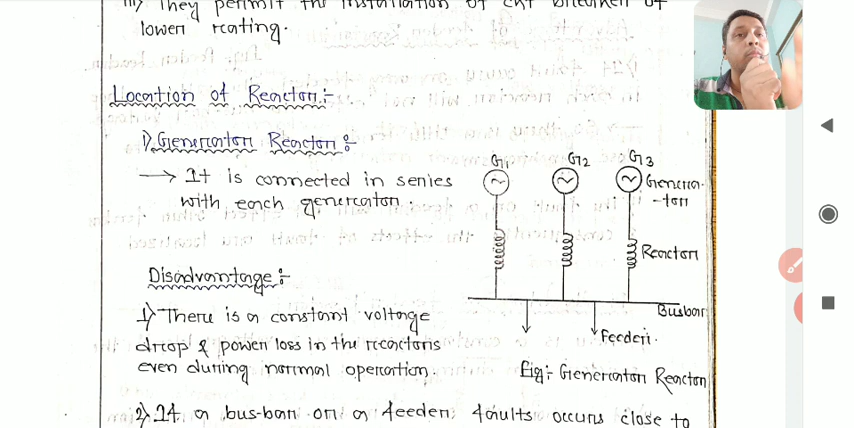 They permit the installation of ckt breaker of
lower rating.
Location of Reactor:-
1) Generator Reactor:
→ It is connected in series
with each generator.
Disadvantage:-
1) There is a constant voltage
drop & power loss in the reactors
even during normal operation.
2) If a bus-bar or a feeder, faults occurs close to
G1
G2
G3
Genera-
-tor
Reactor
Busbar
Feeder
Fig:- Generator Reactor